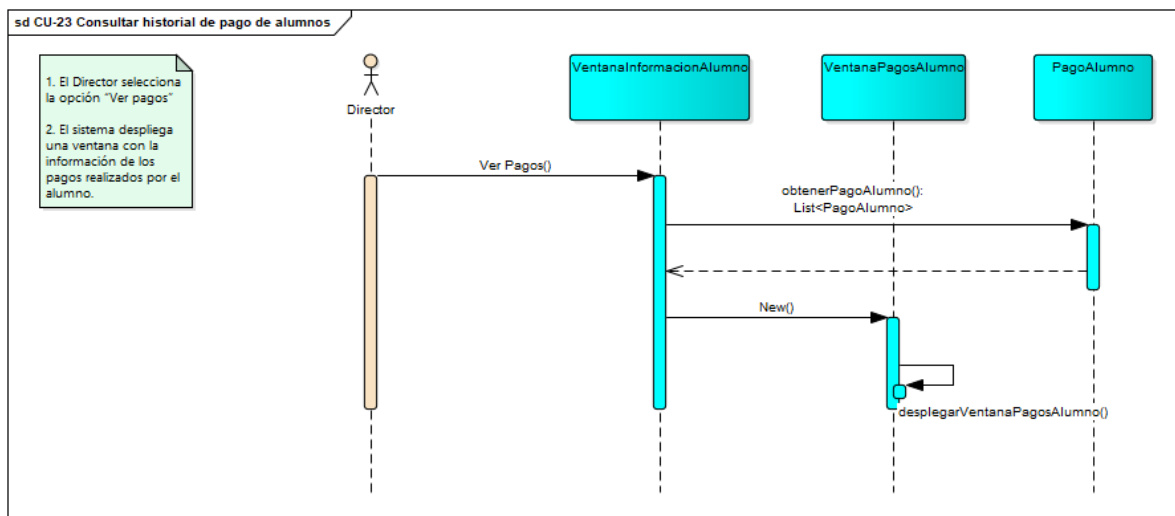 sd CU-23 Consultar historial de pago de alumnos
1. El Director selecciona
la opción "Ver pagos"
2. El sistema despliega
una ventana con la
información de los
pagos realizados por el
alumno.
Director
VentanaInformacionAlumno
VentanaPagosAlumno
PagoAlumno
Ver Pagos()
obtenerPagoAlumno():
List<PagoAlumno>
New()
desplegarVentanaPagosAlumno()